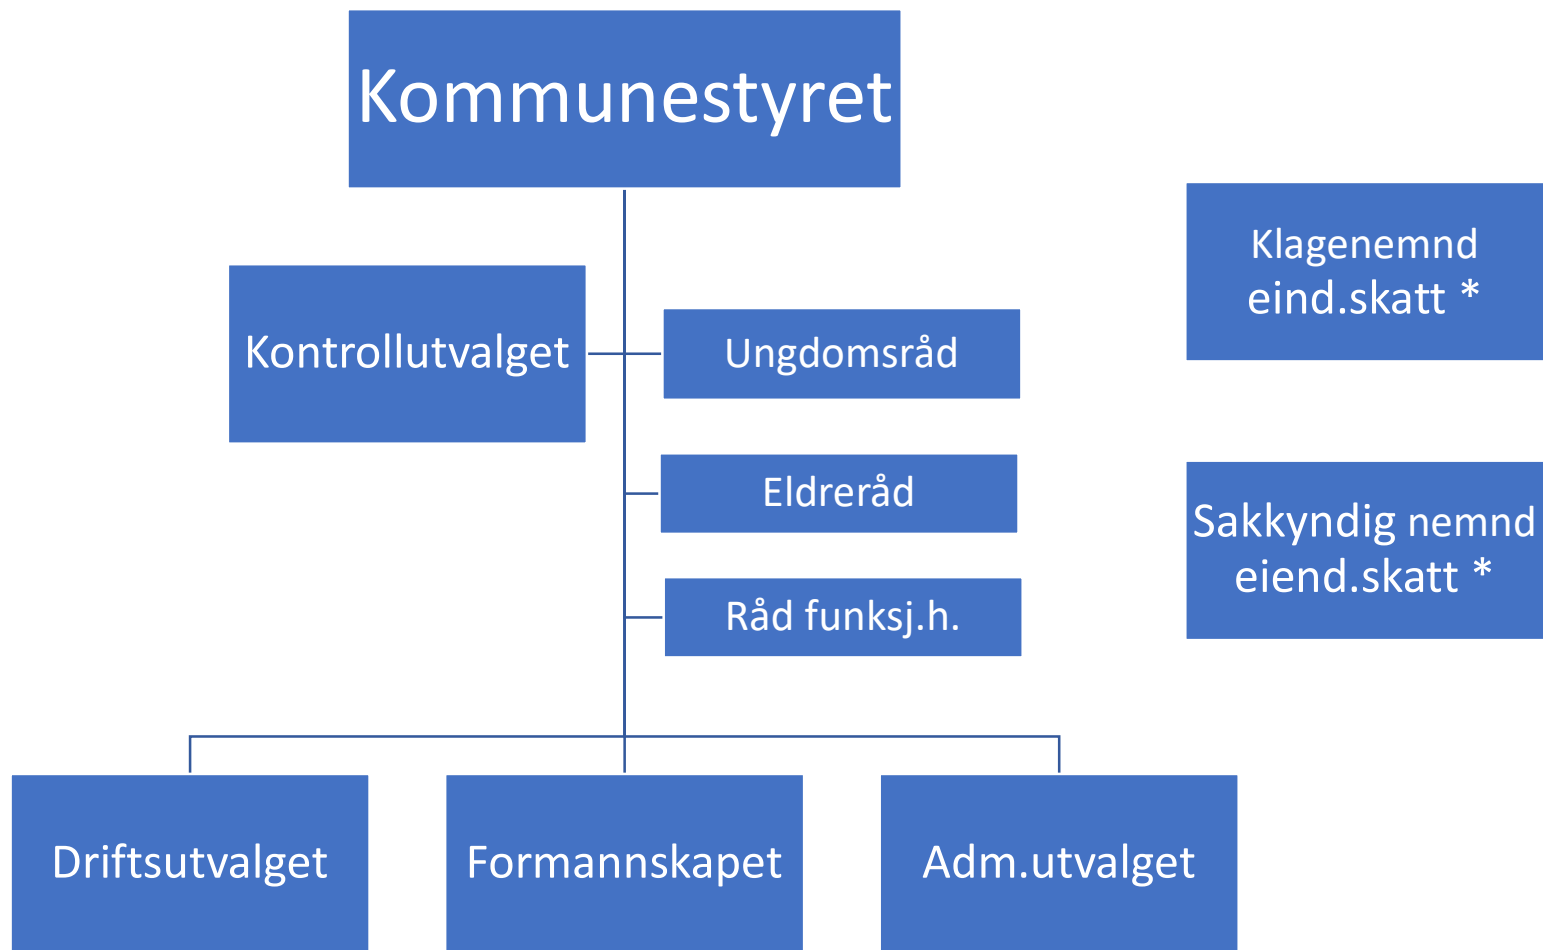 Kommunestyret
Klagenemnd
eind.skatt *
Kontrollutvalget
Ungdomsråd
Eldreråd
Sakkyndig nemnd
eiend.skatt *
Råd funksj.h.
Driftsutvalget
Formannskapet
Adm.utvalget